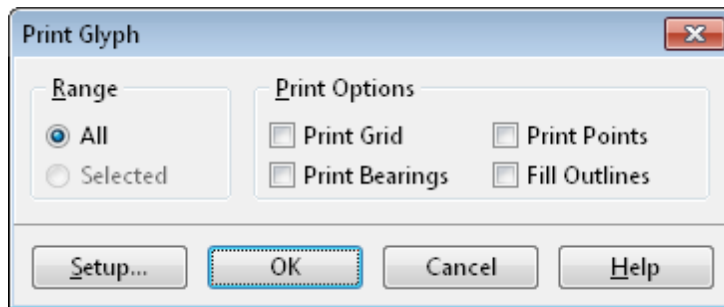 Print Glyph
Range
Print Options
All
Print Grid
Print Points
Selected
Print Bearings
Fill Outlines
Setup...
OK
Cancel
Help